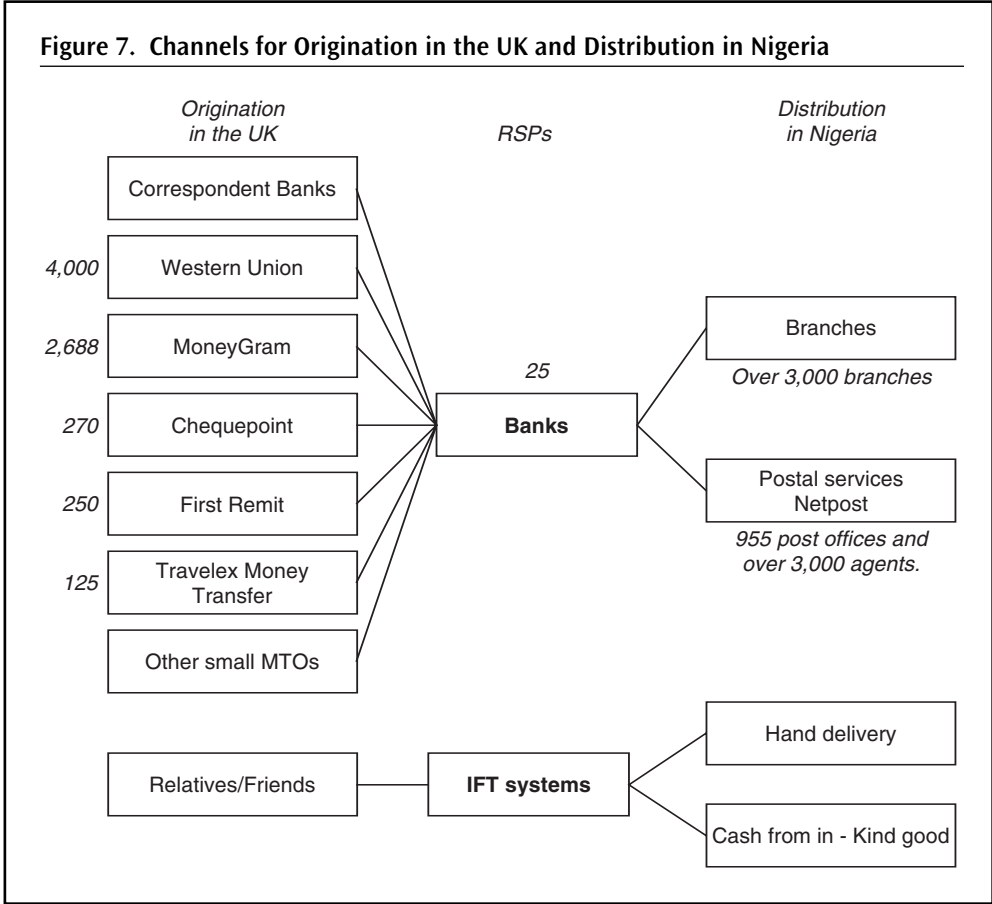 Figure 7. Channels for Origination in the UK and Distribution in Nigeria
Origination
in the UK
RSPs
Distribution
in Nigeria
Correspondent Banks
4,000
Western Union
2,688
MoneyGram
270
Chequepoint
250
First Remit
125
Travelex Money
Transfer
Other small MTOs
25
Banks
Branches
Over 3,000 branches
Postal services
Netpost
955 post offices and
over 3,000 agents.
Relatives/Friends
IFT systems
Hand delivery
Cash from in - Kind good